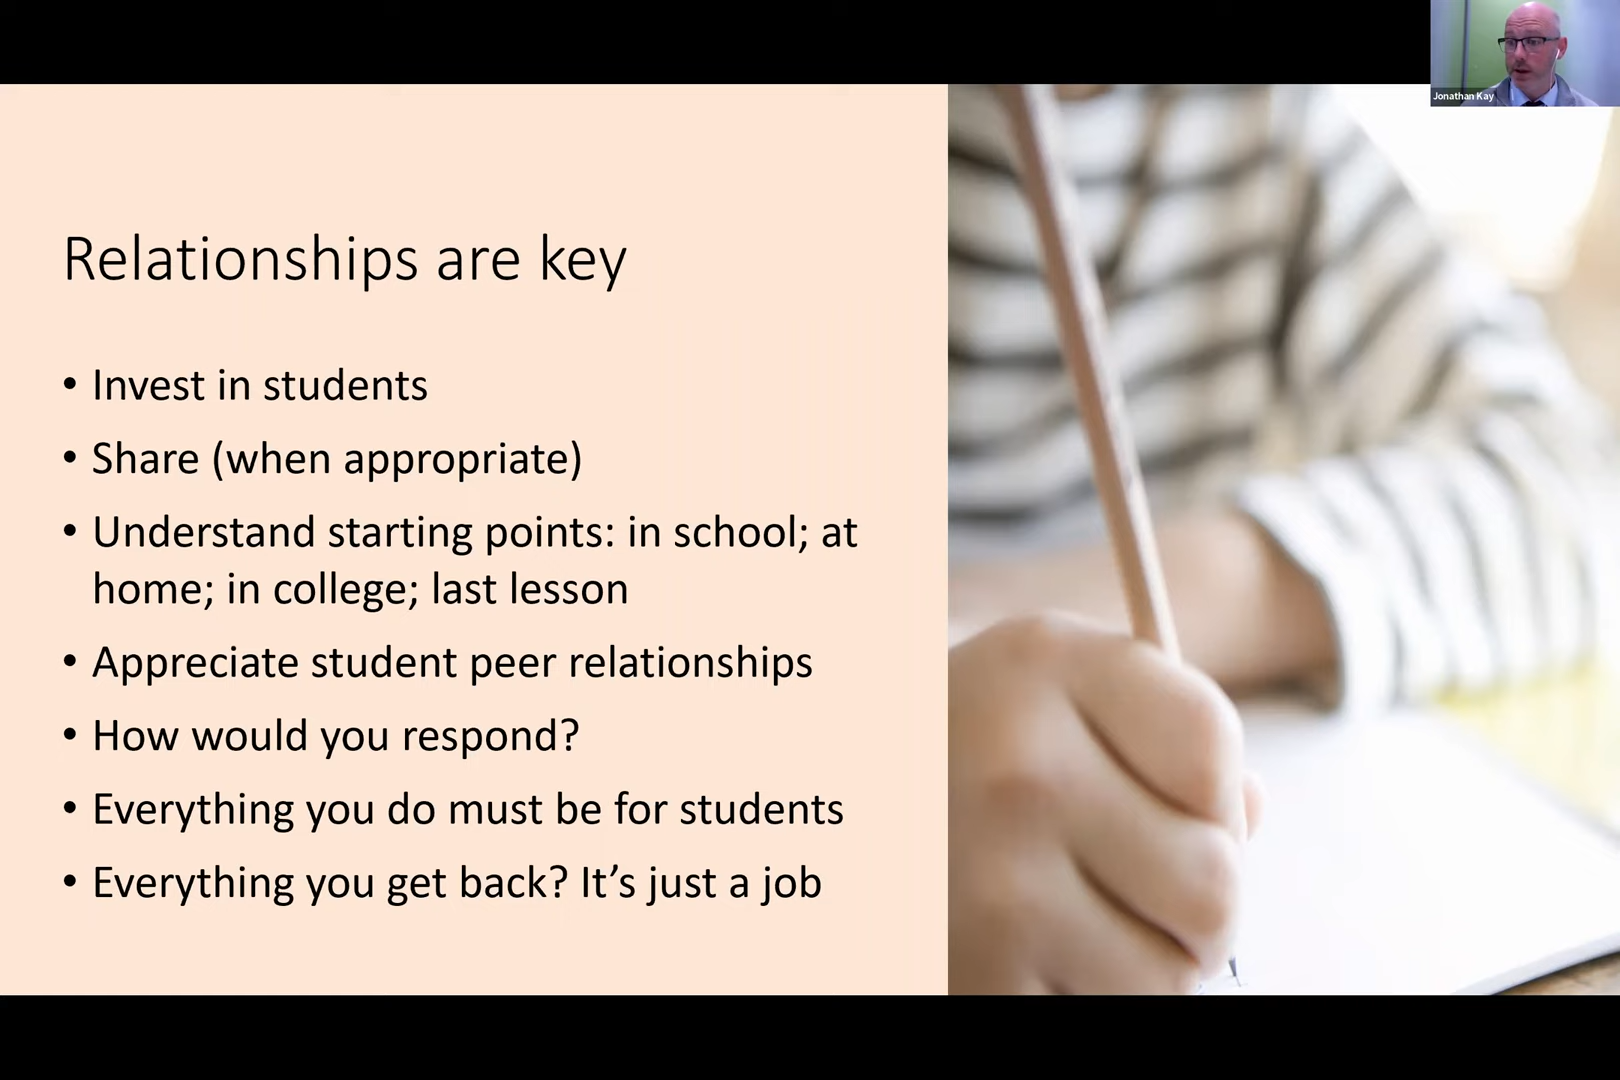 Jonathan Kay
Relationships are key
• Invest in students
• Share (when appropriate)
• Understand starting points: in school; at
home; in college; last lesson
• Appreciate student peer relationships
• How would you respond?
• Everything you do must be for students
• Everything you get back? It’s just a job